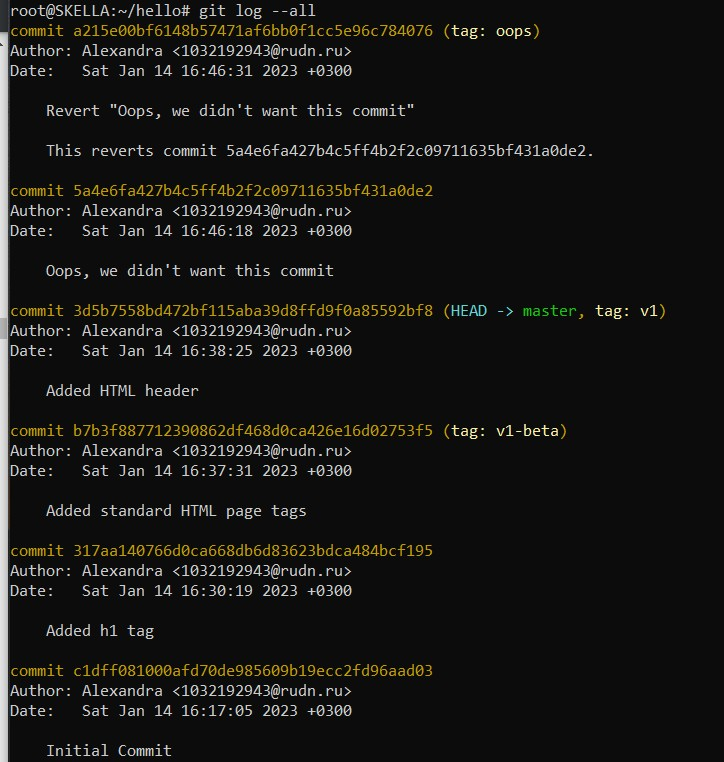 root@SKELLA:~/hello# git log --all
commit a215e00bf6148b57471af6bb0f1cc5e96c784076 (tag: oops)
Author: Alexandra <1032192943@rudn.ru>
Date:   Sat Jan 14 16:46:31 2023 +0300
    Revert "Oops, we didn't want this commit"
    This reverts commit 5a4e6fa427b4c5ff4b2f2c09711635bf431a0de2.
commit 5a4e6fa427b4c5ff4b2f2c09711635bf431a0de2
Author: Alexandra <1032192943@rudn.ru>
Date:   Sat Jan 14 16:46:18 2023 +0300
    Oops, we didn't want this commit
commit 3d5b7558bd472bf115aba39d8ffd9f0a85592bf8 (HEAD -> master, tag: v1)
Author: Alexandra <1032192943@rudn.ru>
Date:   Sat Jan 14 16:38:25 2023 +0300
    Added HTML header
commit b7b3f887712390862df468d0ca426e16d02753f5 (tag: v1-beta)
Author: Alexandra <1032192943@rudn.ru>
Date:   Sat Jan 14 16:37:31 2023 +0300
    Added standard HTML page tags
commit 317aa140766d0ca668db6d83623bdca484bcf195
Author: Alexandra <1032192943@rudn.ru>
Date:   Sat Jan 14 16:30:19 2023 +0300
    Added h1 tag
commit c1dff081000afd70de985609b19ecc2fd96aad03
Author: Alexandra <1032192943@rudn.ru>
Date:   Sat Jan 14 16:17:05 2023 +0300
    Initial Commit